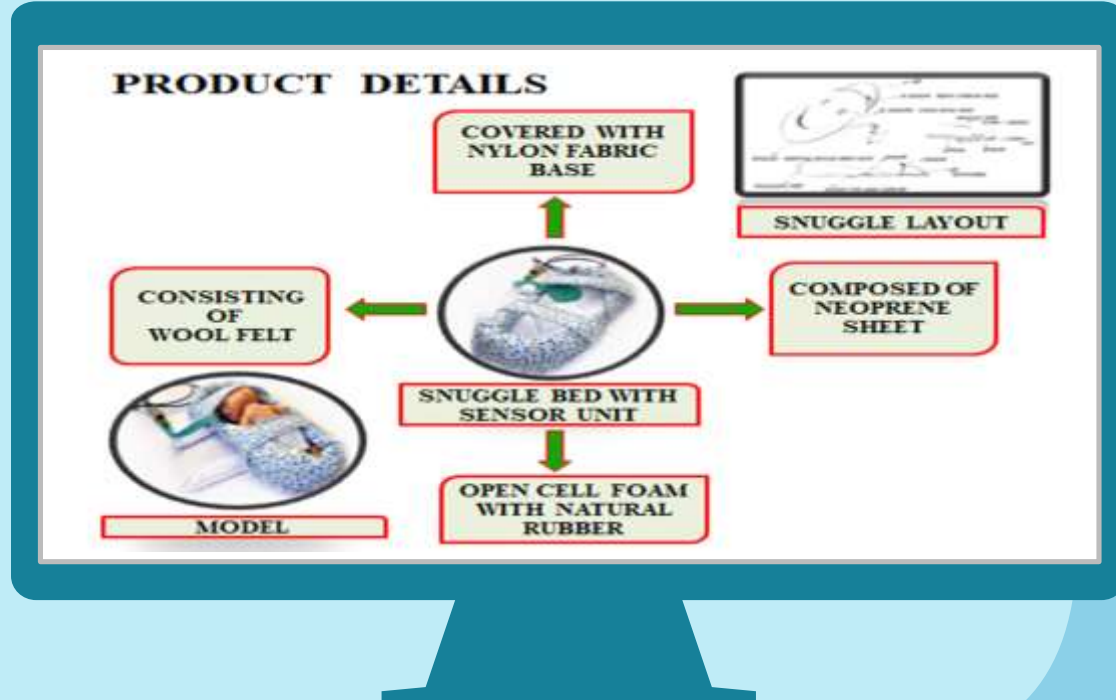 PRODUCT DETAILS
COVERED WITH
NYLON FABRIC
BASE
SNUGGLE LAYOUT
CONSISTING
OF
WOOL FELT
COMPOSED OF
NEOPRENE
SHEET
SNUGGLE BED WITH
SENSOR UNIT
MODEL
OPEN CELL FOAM
WITH NATURAL
RUBBER